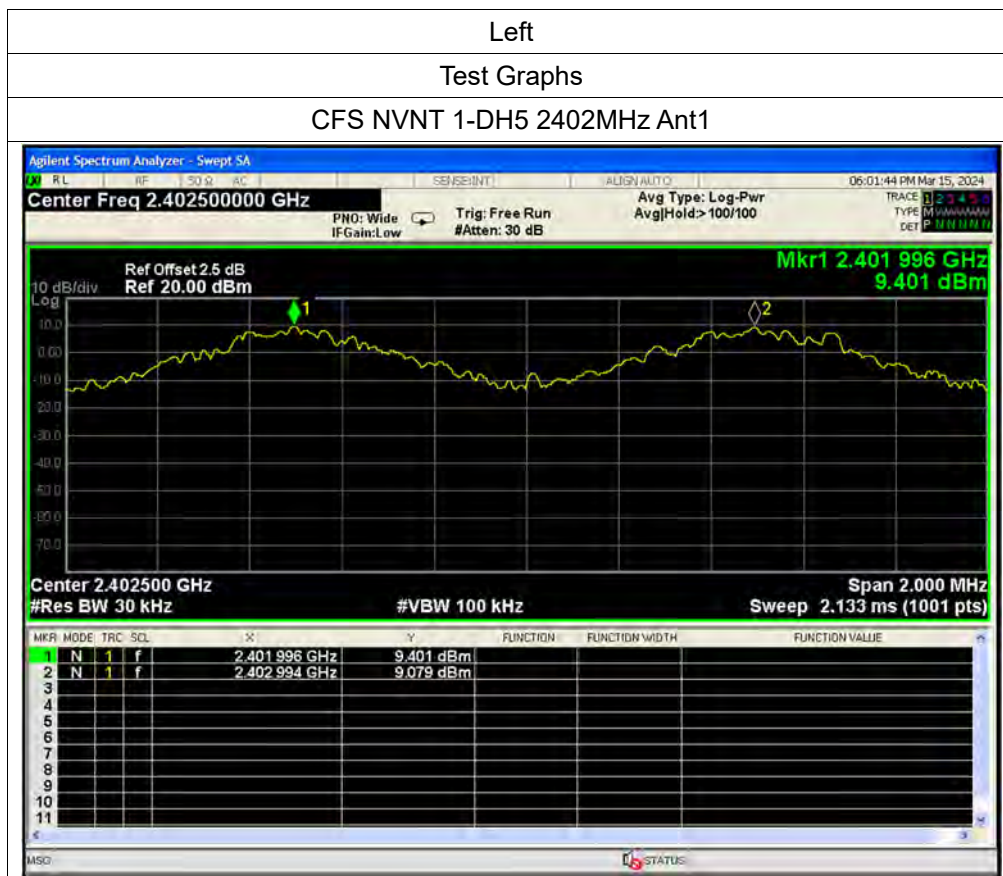 Left
Test Graphs
CFS NVNT 1-DH5 2402MHz Ant1
Agilent Spectrum Analyzer - Swept SA
RL RF 50 Ω AC SENSE:INT ALIGN AUTO 06:01:44 PM Mar 15, 2024
Center Freq 2.402500000 GHz
PNO: Wide
IFGain:Low
Trig: Free Run
#Atten: 30 dB
Avg Type: Log-Pwr
Avg|Hold:> 100/100
TRACE 1 2 3 4 5 6
TYPE M
DET P N N N N N
Mkr1 2.401 996 GHz
9.401 dBm
Ref Offset 2.5 dB
10 dB/div Ref 20.00 dBm
Log
1
2
10.0
0.00
-10.0
-20.0
-30.0
-40.0
-50.0
-60.0
-70.0
Center 2.402500 GHz Span 2.000 MHz
#Res BW 30 kHz #VBW 100 kHz Sweep 2.133 ms (1001 pts)
MKR MODE TRC SCL X Y FUNCTION FUNCTION WIDTH FUNCTION VALUE
1 N 1 f 2.401 996 GHz 9.401 dBm
2 N 1 f 2.402 994 GHz 9.079 dBm
3
4
5
6
7
8
9
10
11
MSG STATUS